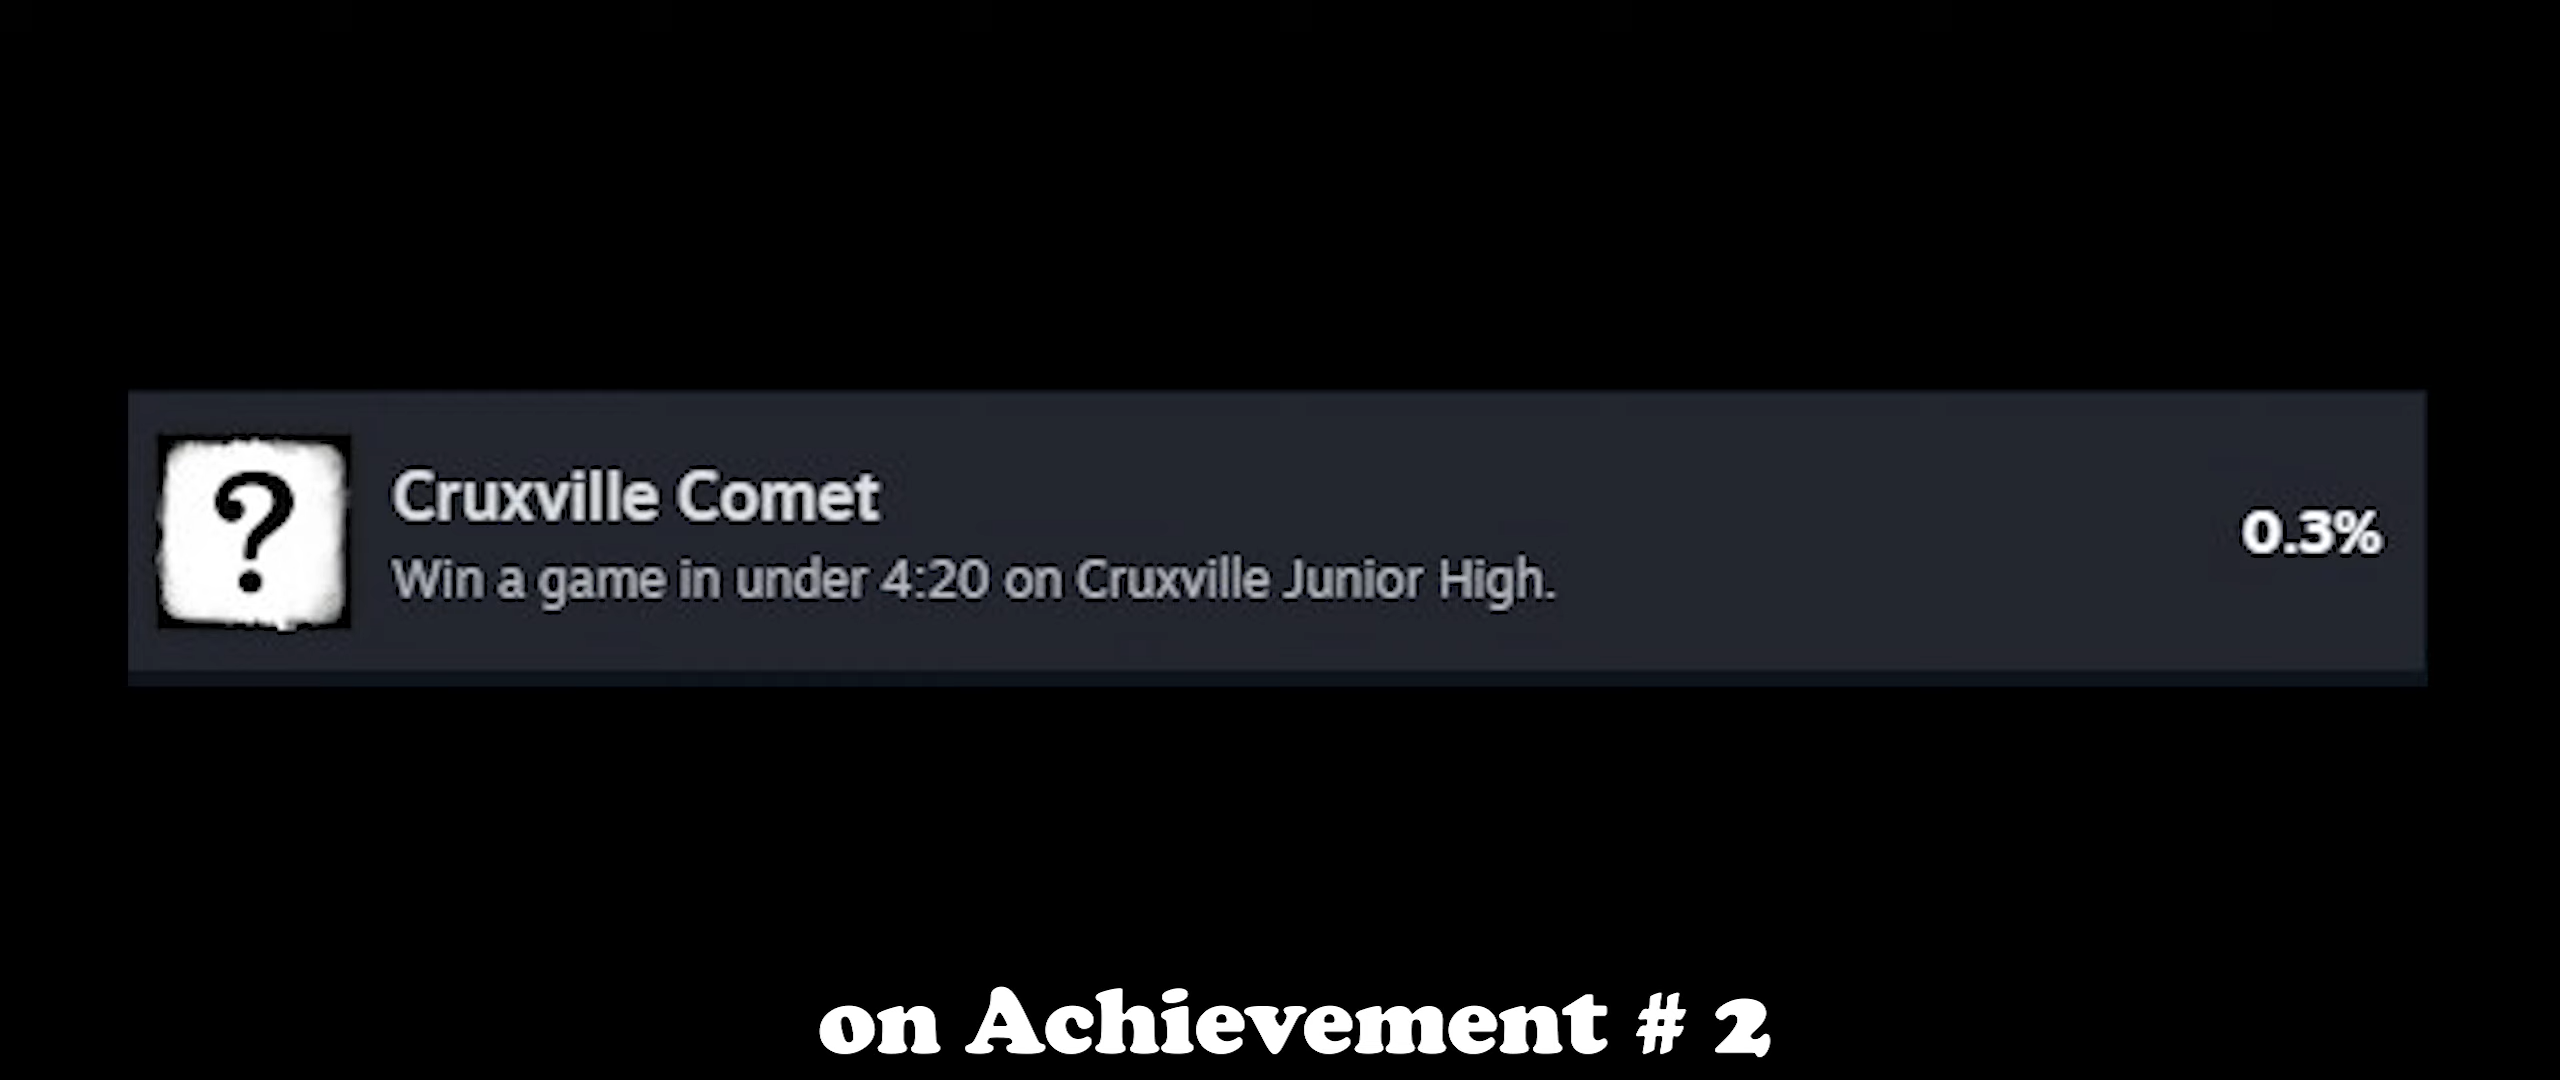 ?
Cruxville Comet
Win a game in under 4:20 on Cruxville Junior High.
0.3%
on Achievement # 2